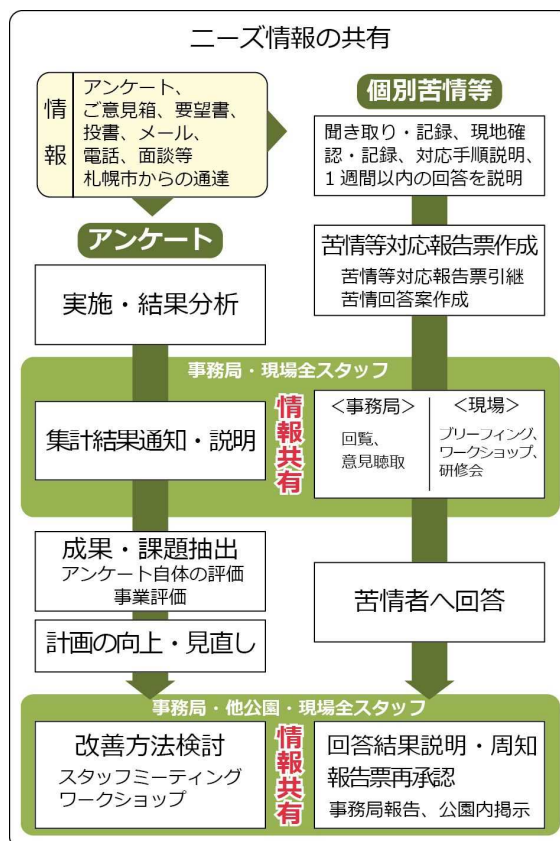 ニーズ情報の共有
情報
アンケート、
ご意見箱、要望書、
投書、メール、
電話、面談等
札幌市からの通達
個別苦情等
聞き取り・記録、現地確
認・記録、対応手順説明、
1週間以内の回答を説明
アンケート
実施・結果分析
苦情等対応報告票作成
苦情等対応報告票引継
苦情回答案作成
事務局・現場全スタッフ
集計結果通知・説明
情報共有
＜事務局＞
回覧、
意見聴取
＜現場＞
ブリーフィング、
ワークショップ、
研修会
成果・課題抽出
アンケート自体の評価
事業評価
計画の向上・見直し
苦情者へ回答
事務局・他公園・現場全スタッフ
改善方法検討
スタッフミーティング
ワークショップ
情報共有
回答結果説明・周知
報告票再承認
事務局報告、公園内掲示